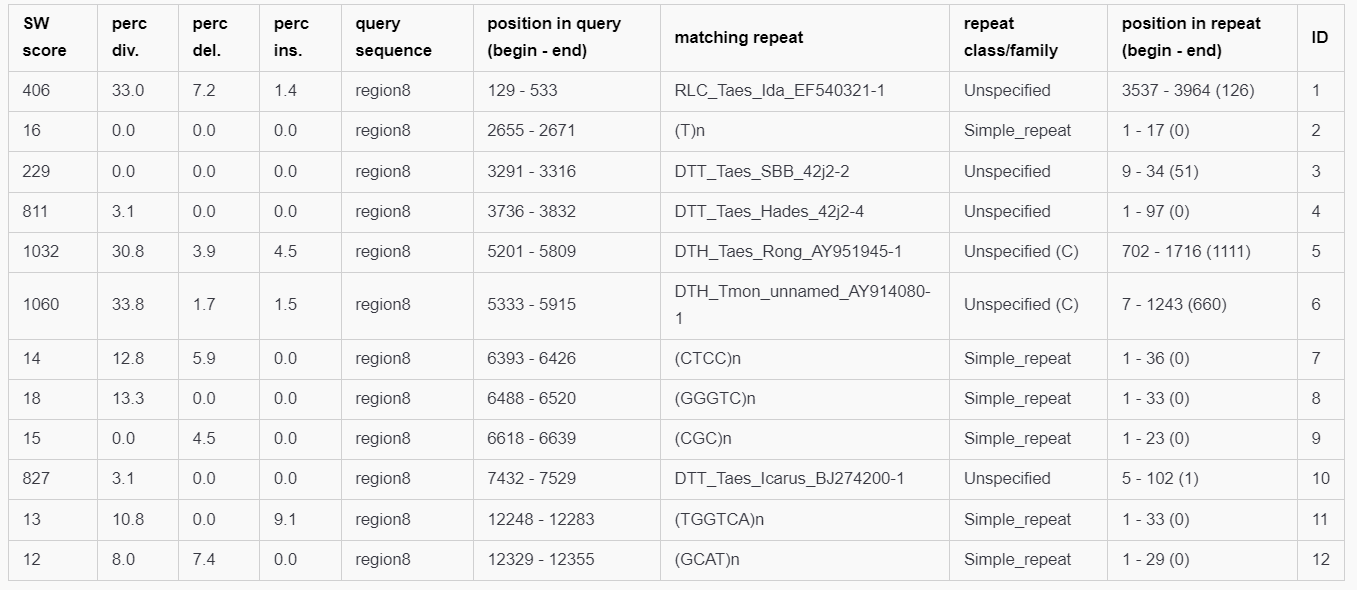 SW score perc div. perc del. perc ins. query sequence position in query (begin - end) matching repeat repeat class/family position in repeat (begin - end) ID
406 33.0 7.2 1.4 region8 129 - 533 RLC_Taes_Ida_EF540321-1 Unspecified 3537 - 3964 (126) 1
16 0.0 0.0 0.0 region8 2655 - 2671 (T)n Simple_repeat 1 - 17 (0) 2
229 0.0 0.0 0.0 region8 3291 - 3316 DTT_Taes_SBB_42j2-2 Unspecified 9 - 34 (51) 3
811 3.1 0.0 0.0 region8 3736 - 3832 DTT_Taes_Hades_42j2-4 Unspecified 1 - 97 (0) 4
1032 30.8 3.9 4.5 region8 5201 - 5809 DTH_Taes_Rong_AY951945-1 Unspecified (C) 702 - 1716 (1111) 5
1060 33.8 1.7 1.5 region8 5333 - 5915 DTH_Tmon_unnamed_AY914080-1 Unspecified (C) 7 - 1243 (660) 6
14 12.8 5.9 0.0 region8 6393 - 6426 (CTCC)n Simple_repeat 1 - 36 (0) 7
18 13.3 0.0 0.0 region8 6488 - 6520 (GGGTC)n Simple_repeat 1 - 33 (0) 8
15 0.0 4.5 0.0 region8 6618 - 6639 (CGC)n Simple_repeat 1 - 23 (0) 9
827 3.1 0.0 0.0 region8 7432 - 7529 DTT_Taes_Icarus_BJ274200-1 Unspecified 5 - 102 (1) 10
13 10.8 0.0 9.1 region8 12248 - 12283 (TGGTCA)n Simple_repeat 1 - 33 (0) 11
12 8.0 7.4 0.0 region8 12329 - 12355 (GCAT)n Simple_repeat 1 - 29 (0) 12